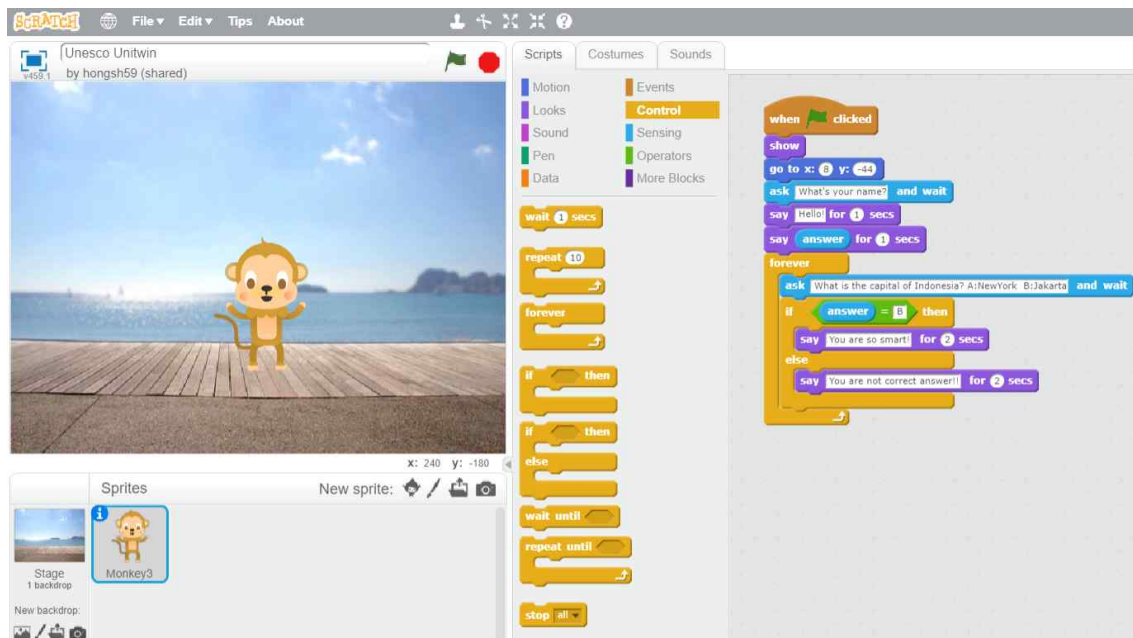 SCRATCH File▼ Edit▼ Tips About
Unesco Unitwin
v459.1 by hongsh59 (shared)
x: 240 y: -180
Sprites New sprite:
Stage
1 backdrop
Monkey3
New backdrop:
Scripts Costumes Sounds
Motion Events
Looks Control
Sound Sensing
Pen Operators
Data More Blocks
wait 1 secs
repeat 10
forever
if then
if then
else
wait until
repeat until
stop all
when clicked
show
go to x: 8 y: -44
ask What's your name? and wait
say Hello! for 1 secs
say answer for 1 secs
forever
ask What is the capital of Indonesia? A:NewYork B:Jakarta and wait
if answer = B then
say You are so smart! for 2 secs
else
say You are not correct answer!! for 2 secs